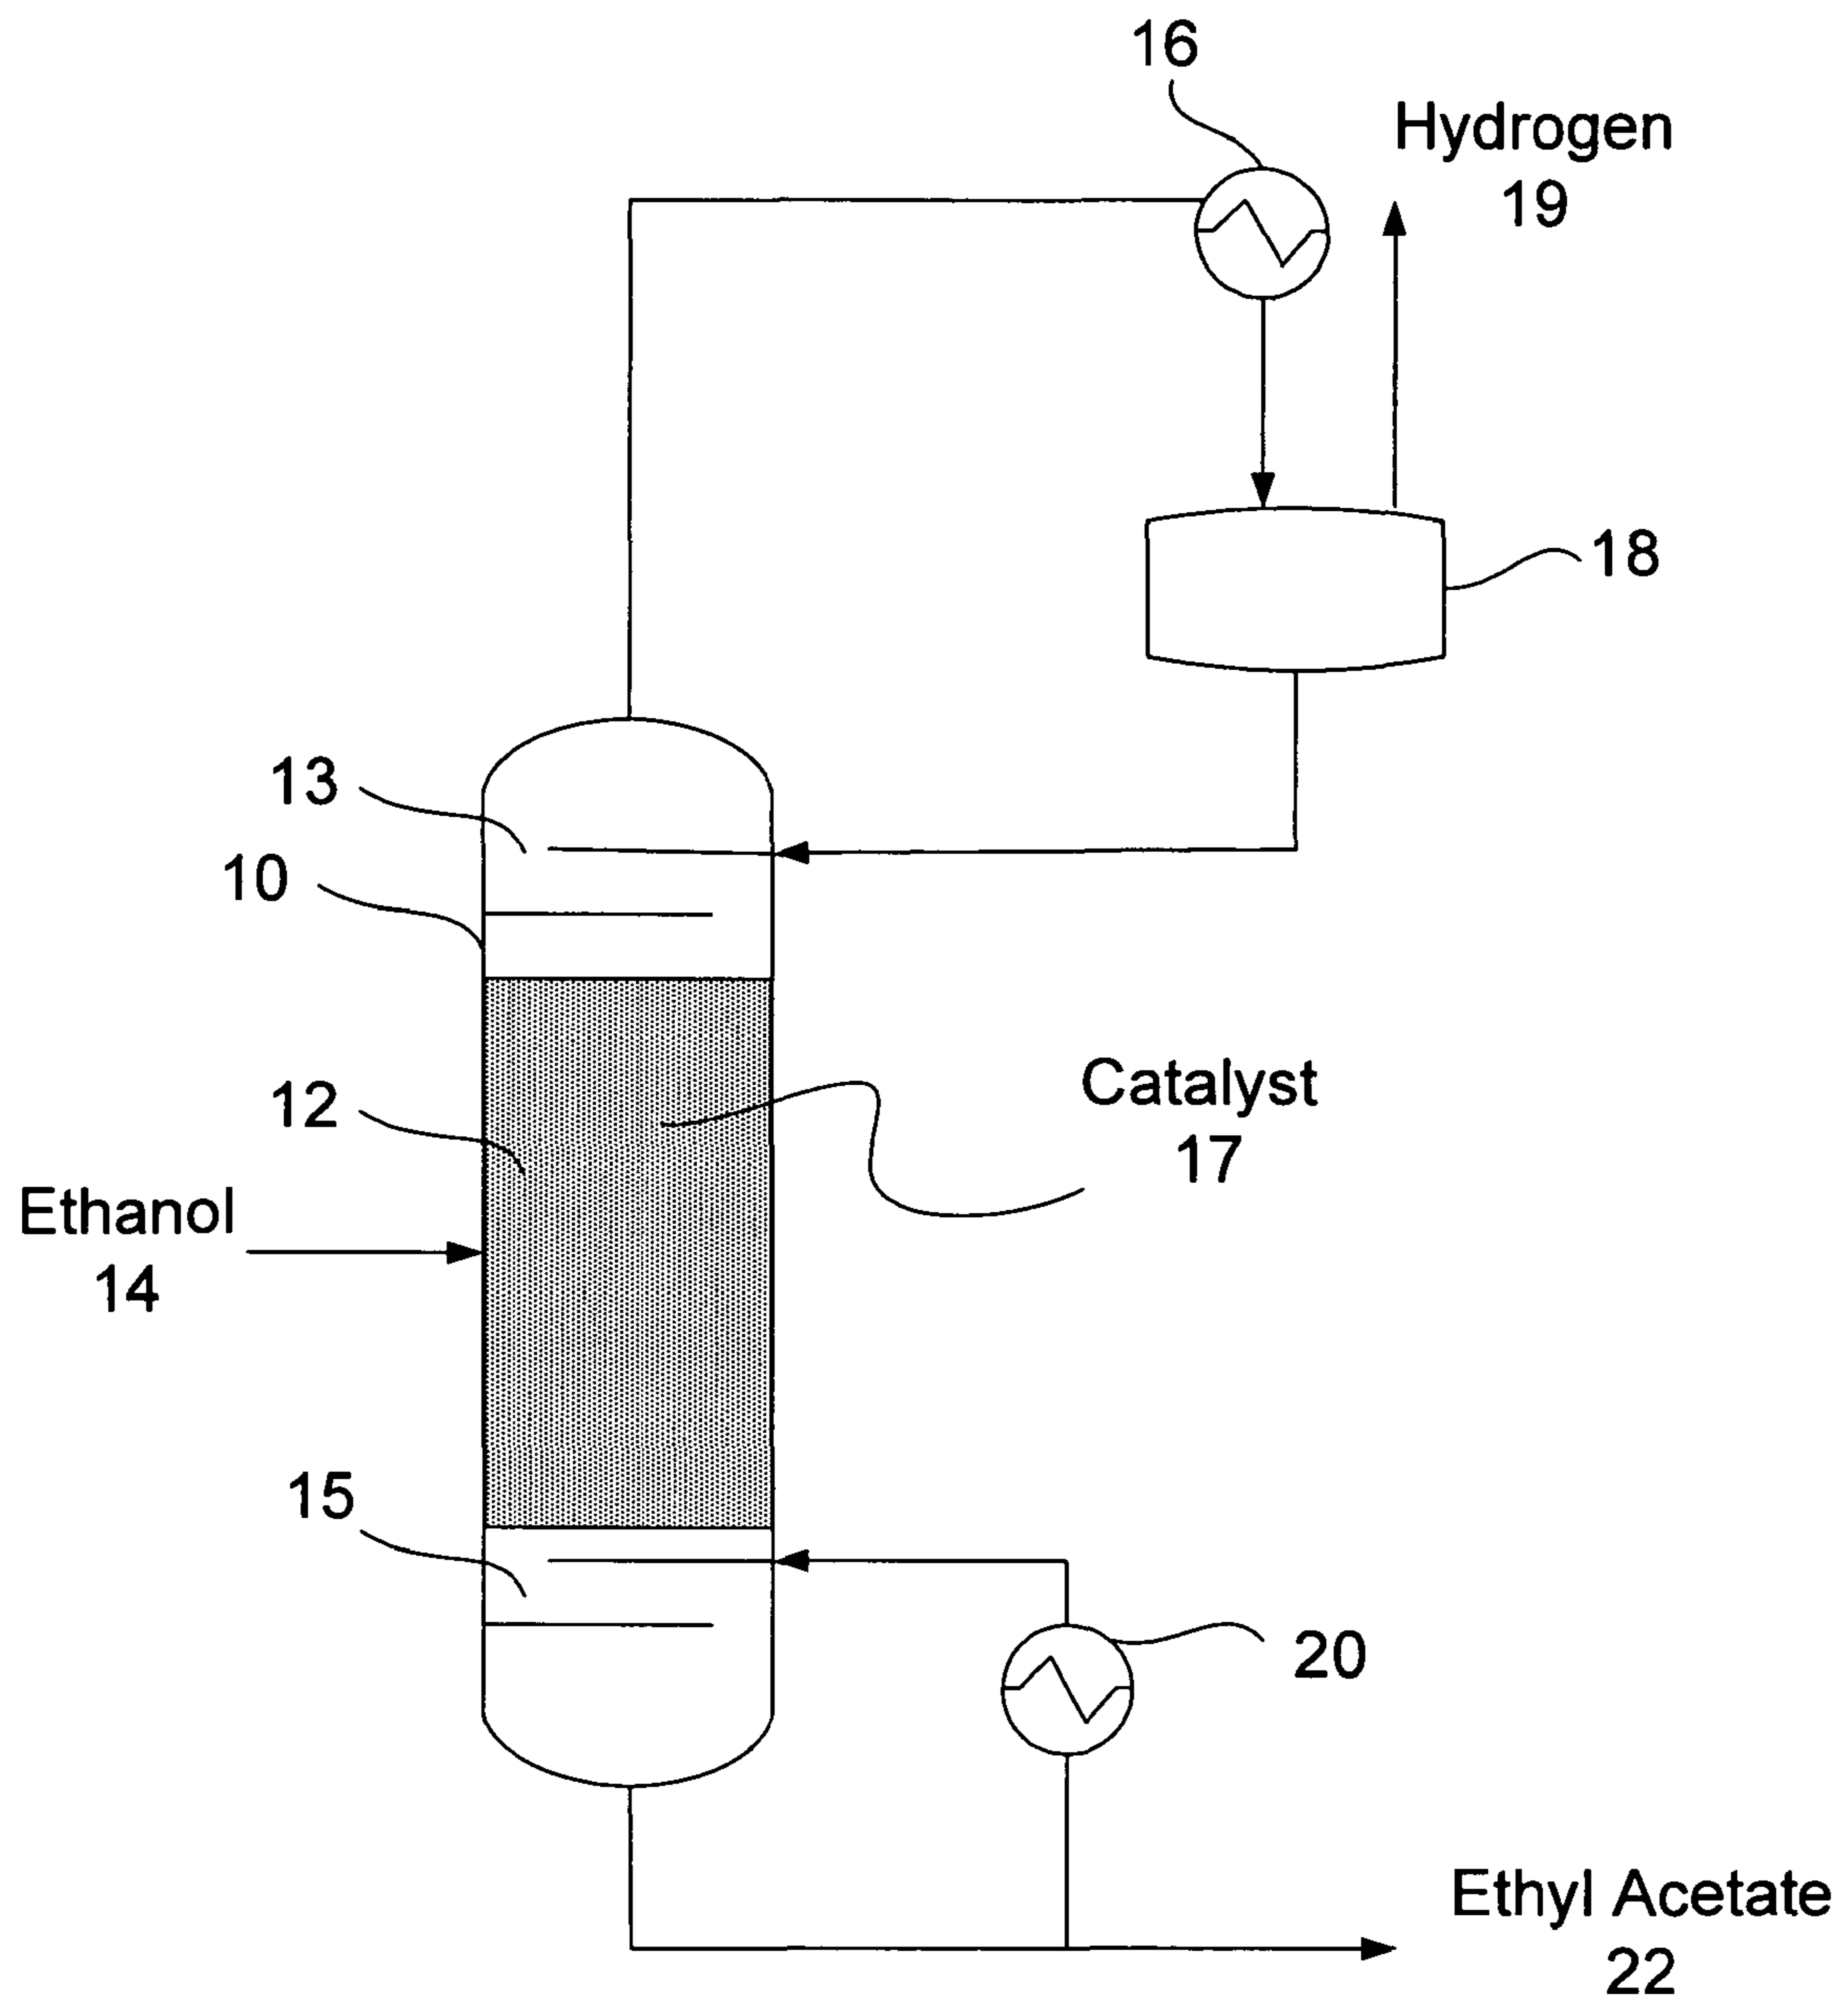 16
Hydrogen
19
18
13
10
12
Catalyst
17
Ethanol
14
15
20
Ethyl Acetate
22